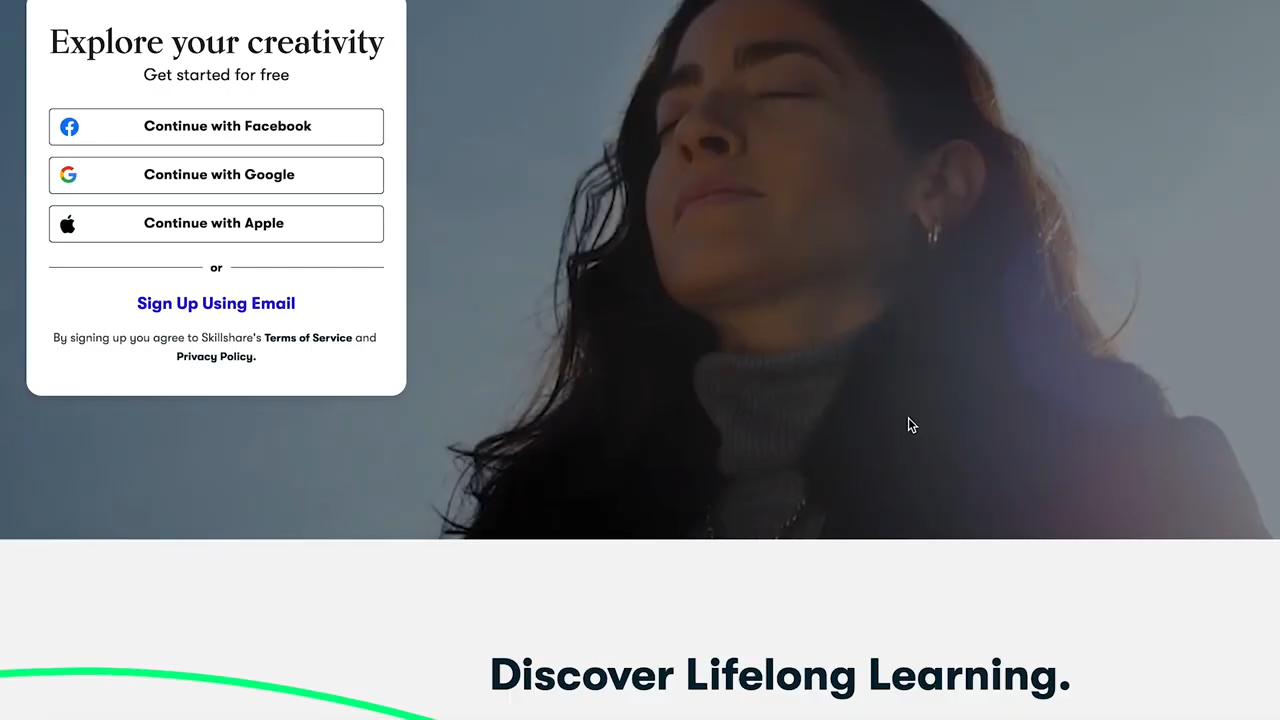 Explore your creativity
Get started for free
Continue with Facebook
Continue with Google
Continue with Apple
or
Sign Up Using Email
By signing up you agree to Skillshare's Terms of Service and
Privacy Policy.
Discover Lifelong Learning.